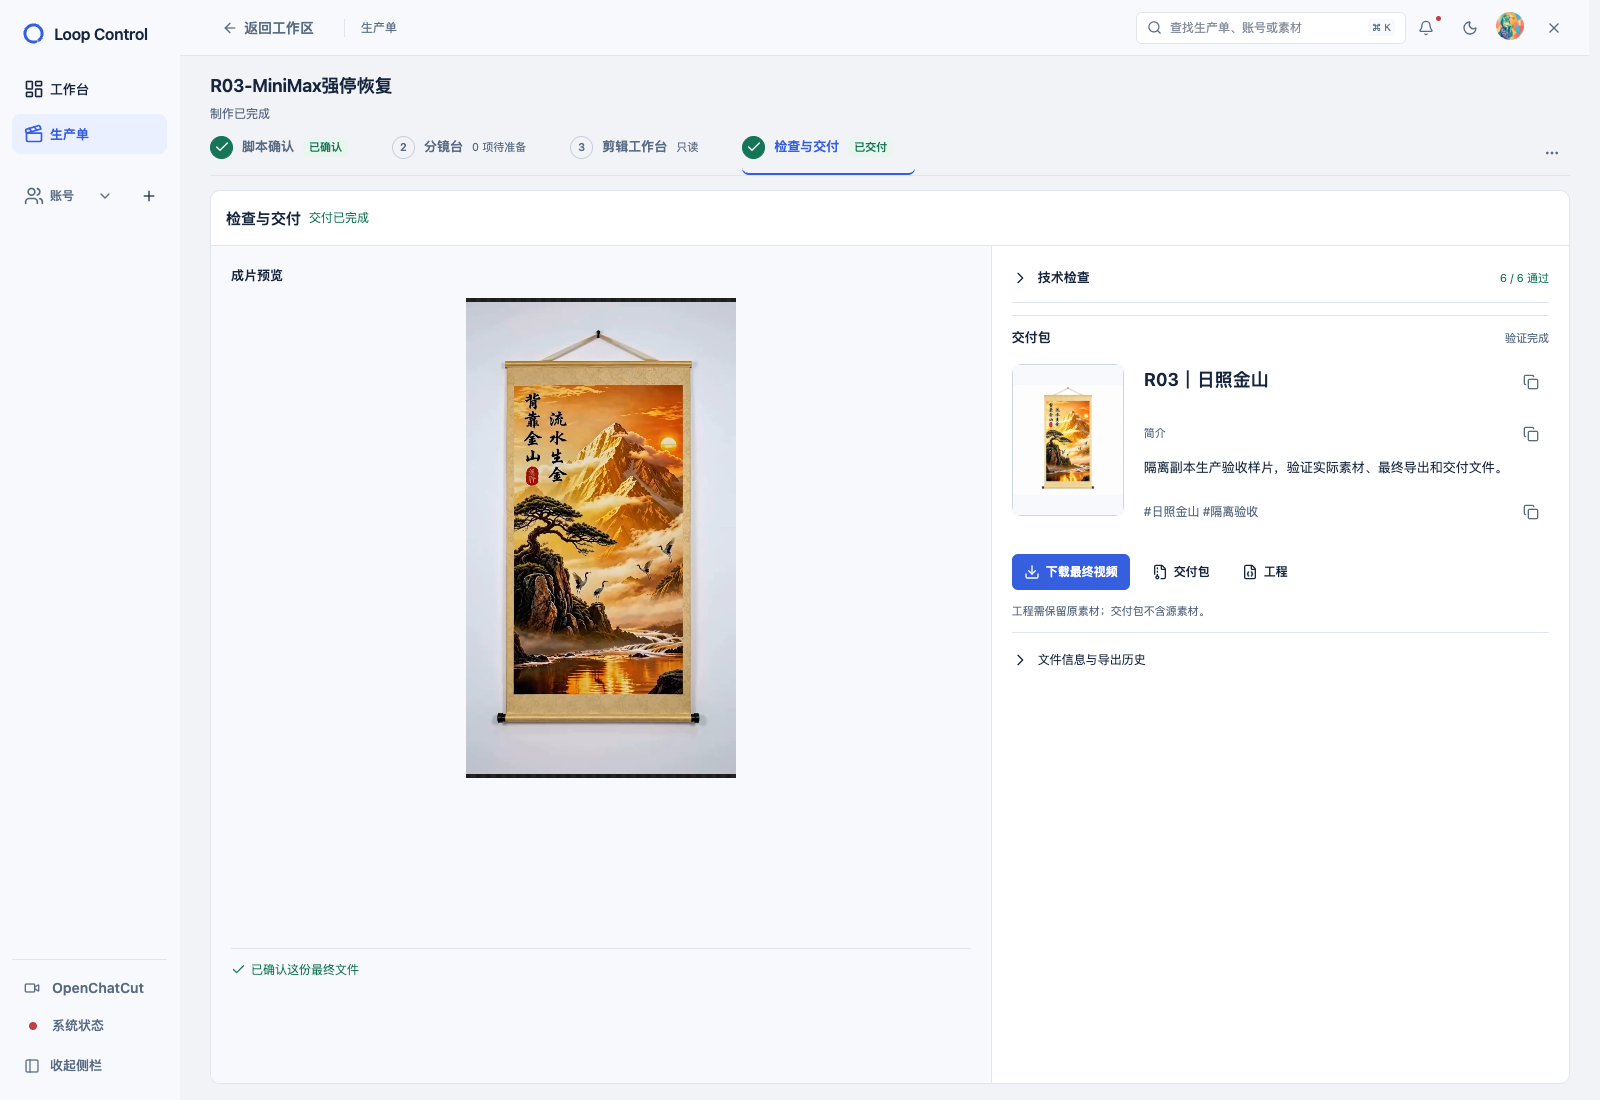 Loop Control
工作台
生产单
账号
OpenChatCut
系统状态
收起侧栏
返回工作区
生产单
查找生产单、账号或素材
⌘ K
R03-MiniMax强停恢复
制作已完成
脚本确认 已确认
2 分镜台 0 项待准备
3 剪辑工作台 只读
检查与交付 已交付
检查与交付 交付已完成
成片预览
背靠金山
流水生金
已确认这份最终文件
技术检查 6 / 6 通过
交付包 验证完成
背靠金山
流水生金
R03｜日照金山
简介
隔离副本生产验收样片，验证实际素材、最终导出和交付文件。
#日照金山 #隔离验收
下载最终视频
交付包
工程
工程需保留原素材；交付包不含源素材。
文件信息与导出历史